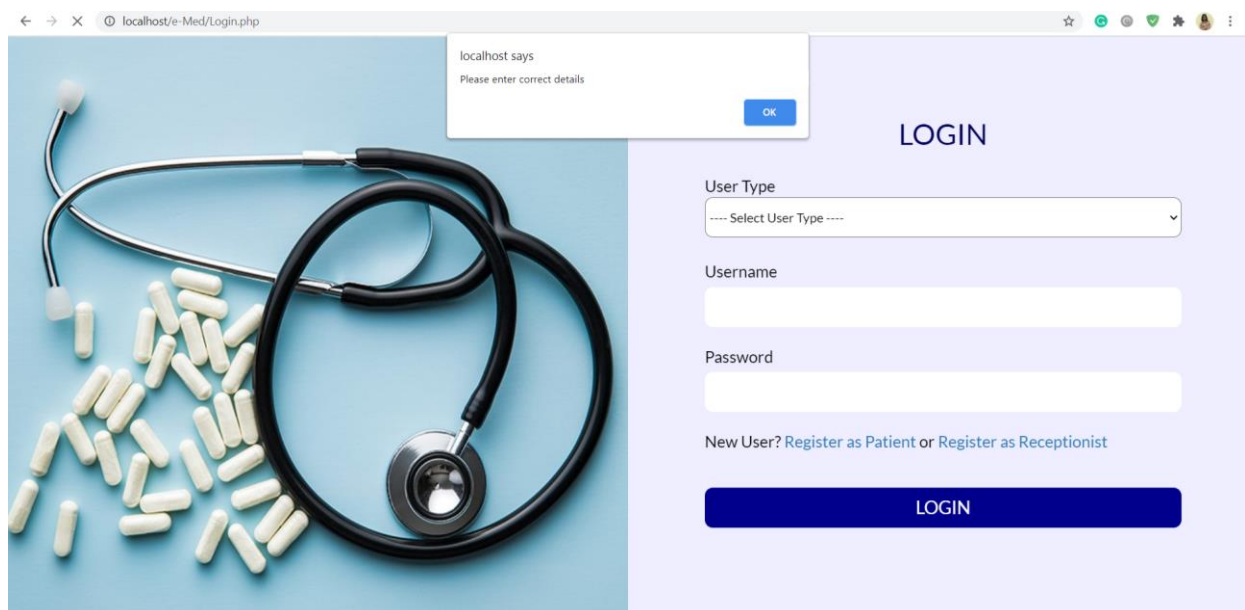 localhost/e-Med/Login.php
localhost says
Please enter correct details
OK
LOGIN
User Type
---- Select User Type ----
Username
Password
New User? Register as Patient or Register as Receptionist
LOGIN